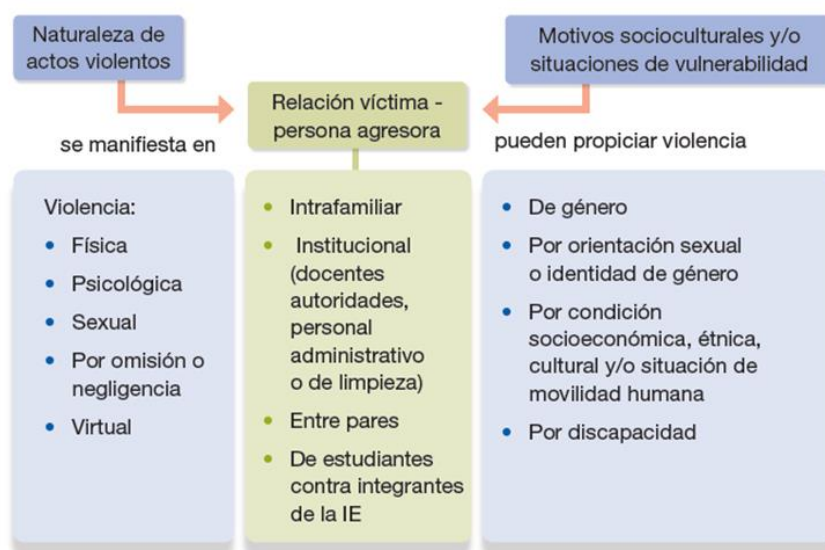 Naturaleza de
actos violentos
Motivos socioculturales y/o
situaciones de vulnerabilidad
Relación víctima -
persona agresora
se manifiesta en
pueden propiciar violencia
Violencia:
• Física
• Psicológica
• Sexual
• Por omisión o
negligencia
• Virtual
• Intrafamiliar
• Institucional
(docentes
autoridades,
personal
administrativo
o de limpieza)
• Entre pares
• De estudiantes
contra integrantes
de la IE
• De género
• Por orientación sexual
o identidad de género
• Por condición
socioeconómica, étnica,
cultural y/o situación de
movilidad humana
• Por discapacidad